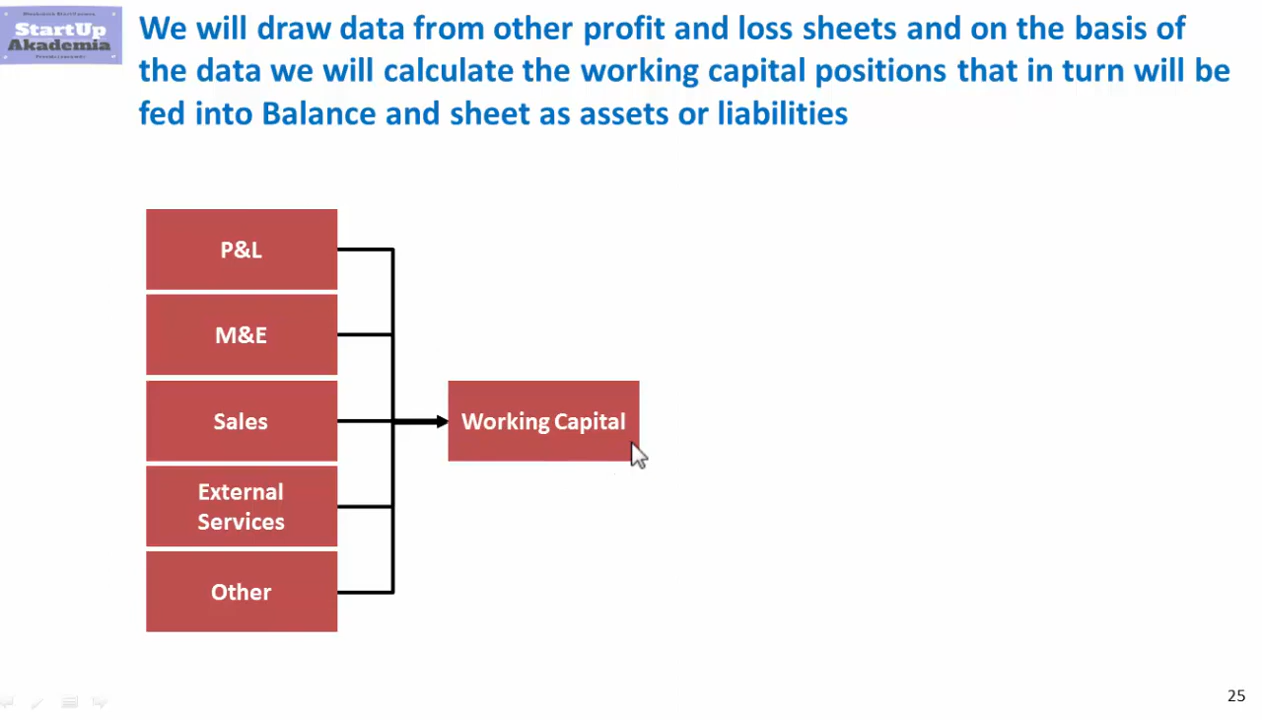 StartUp
Akademia
We will draw data from other profit and loss sheets and on the basis of
the data we will calculate the working capital positions that in turn will be
fed into Balance and sheet as assets or liabilities
P&L
M&E
Sales
External
Services
Other
Working Capital
25